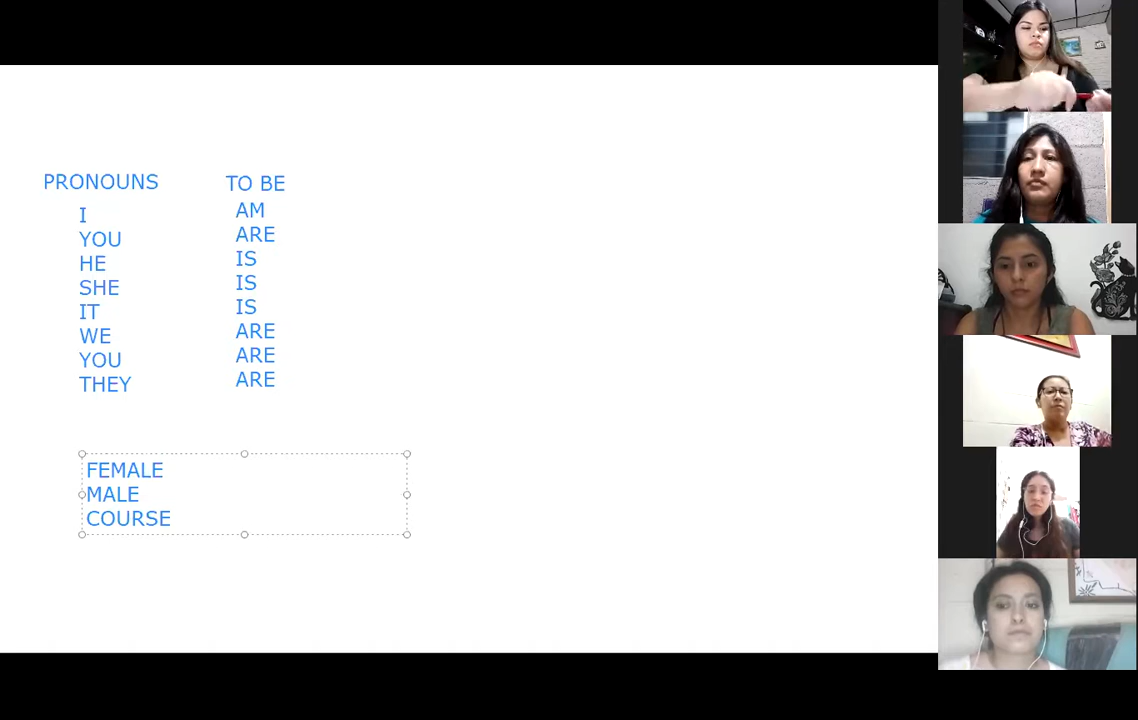 PRONOUNS
I
YOU
HE
SHE
IT
WE
YOU
THEY
TO BE
AM
ARE
IS
IS
IS
ARE
ARE
ARE
FEMALE
MALE
COURSE